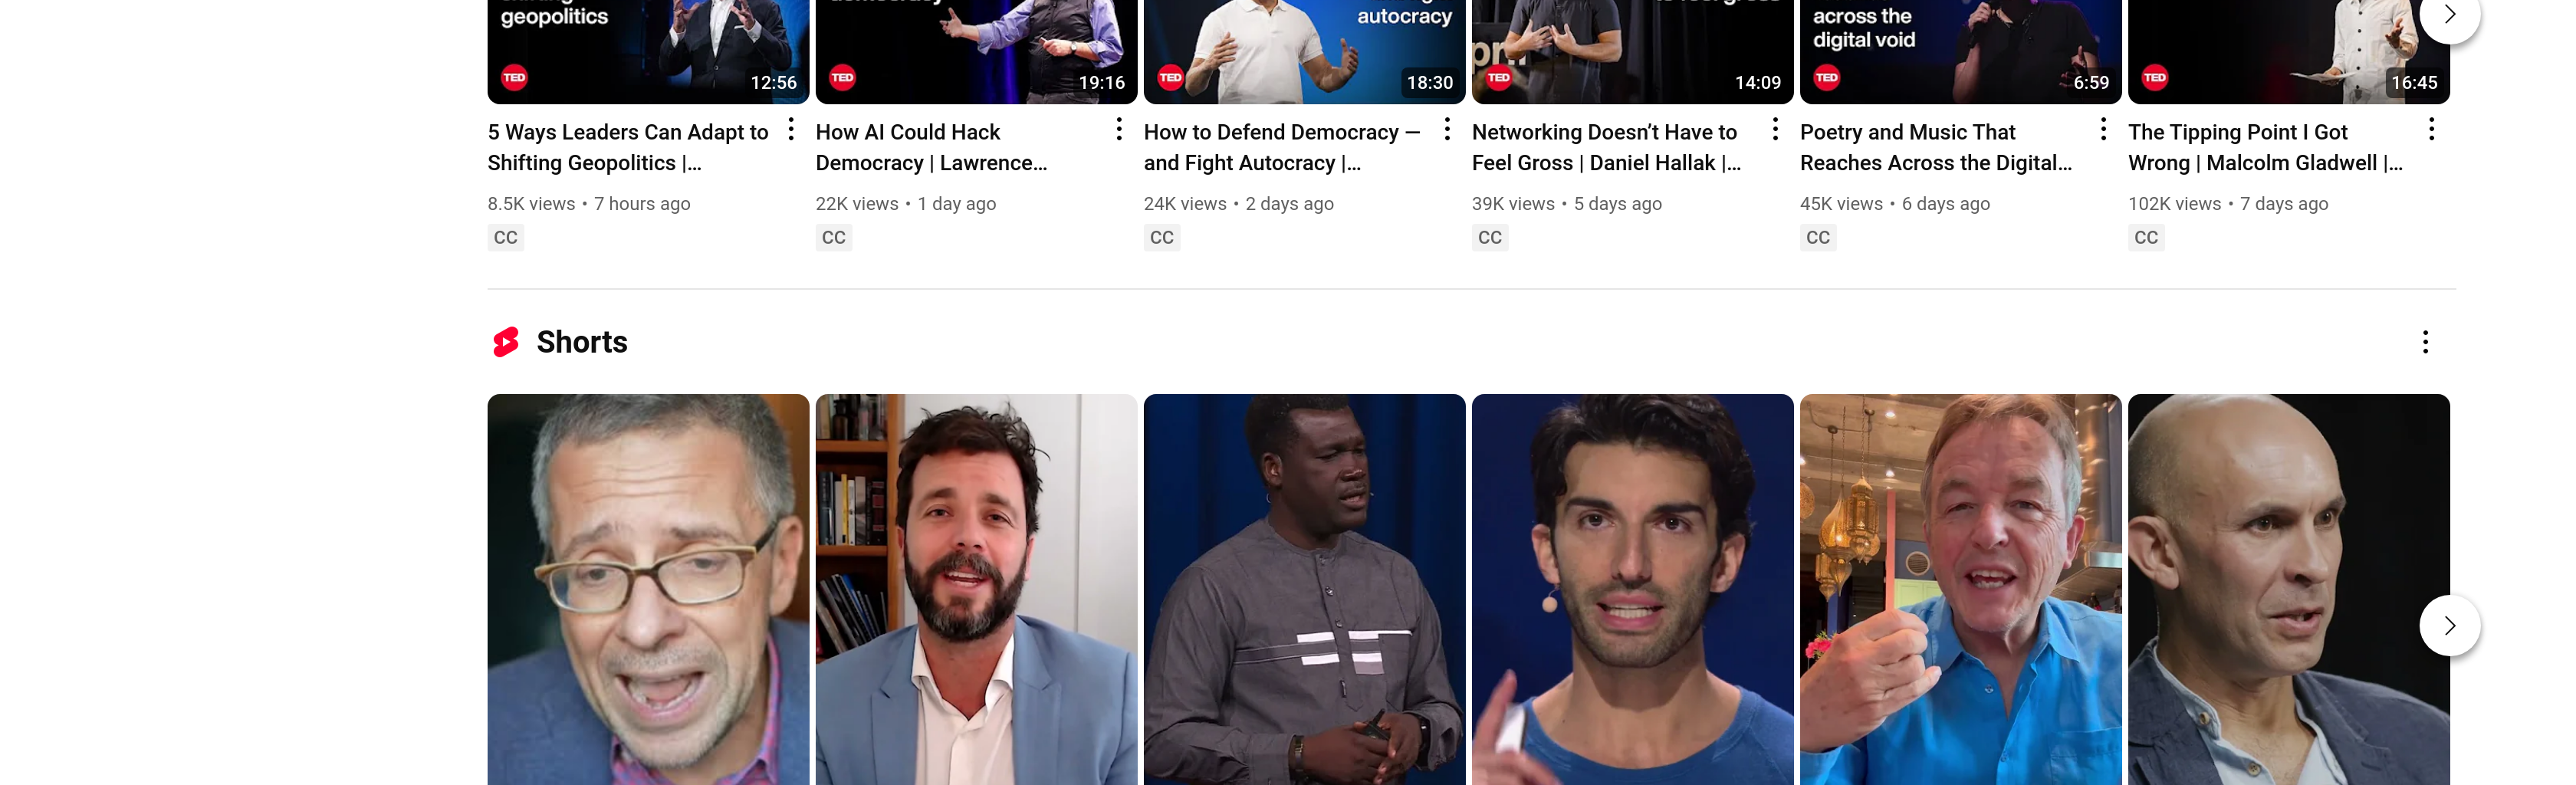 geopolitics
autocracy
across the
digital void
TED
12:56
TED
19:16
TED
18:30
TED
14:09
TED
6:59
TED
16:45
5 Ways Leaders Can Adapt to
Shifting Geopolitics |...
8.5K views • 7 hours ago
CC
How AI Could Hack
Democracy | Lawrence...
22K views • 1 day ago
CC
How to Defend Democracy —
and Fight Autocracy |...
24K views • 2 days ago
CC
Networking Doesn’t Have to
Feel Gross | Daniel Hallak |...
39K views • 5 days ago
CC
Poetry and Music That
Reaches Across the Digital...
45K views • 6 days ago
CC
The Tipping Point I Got
Wrong | Malcolm Gladwell |...
102K views • 7 days ago
CC
Shorts